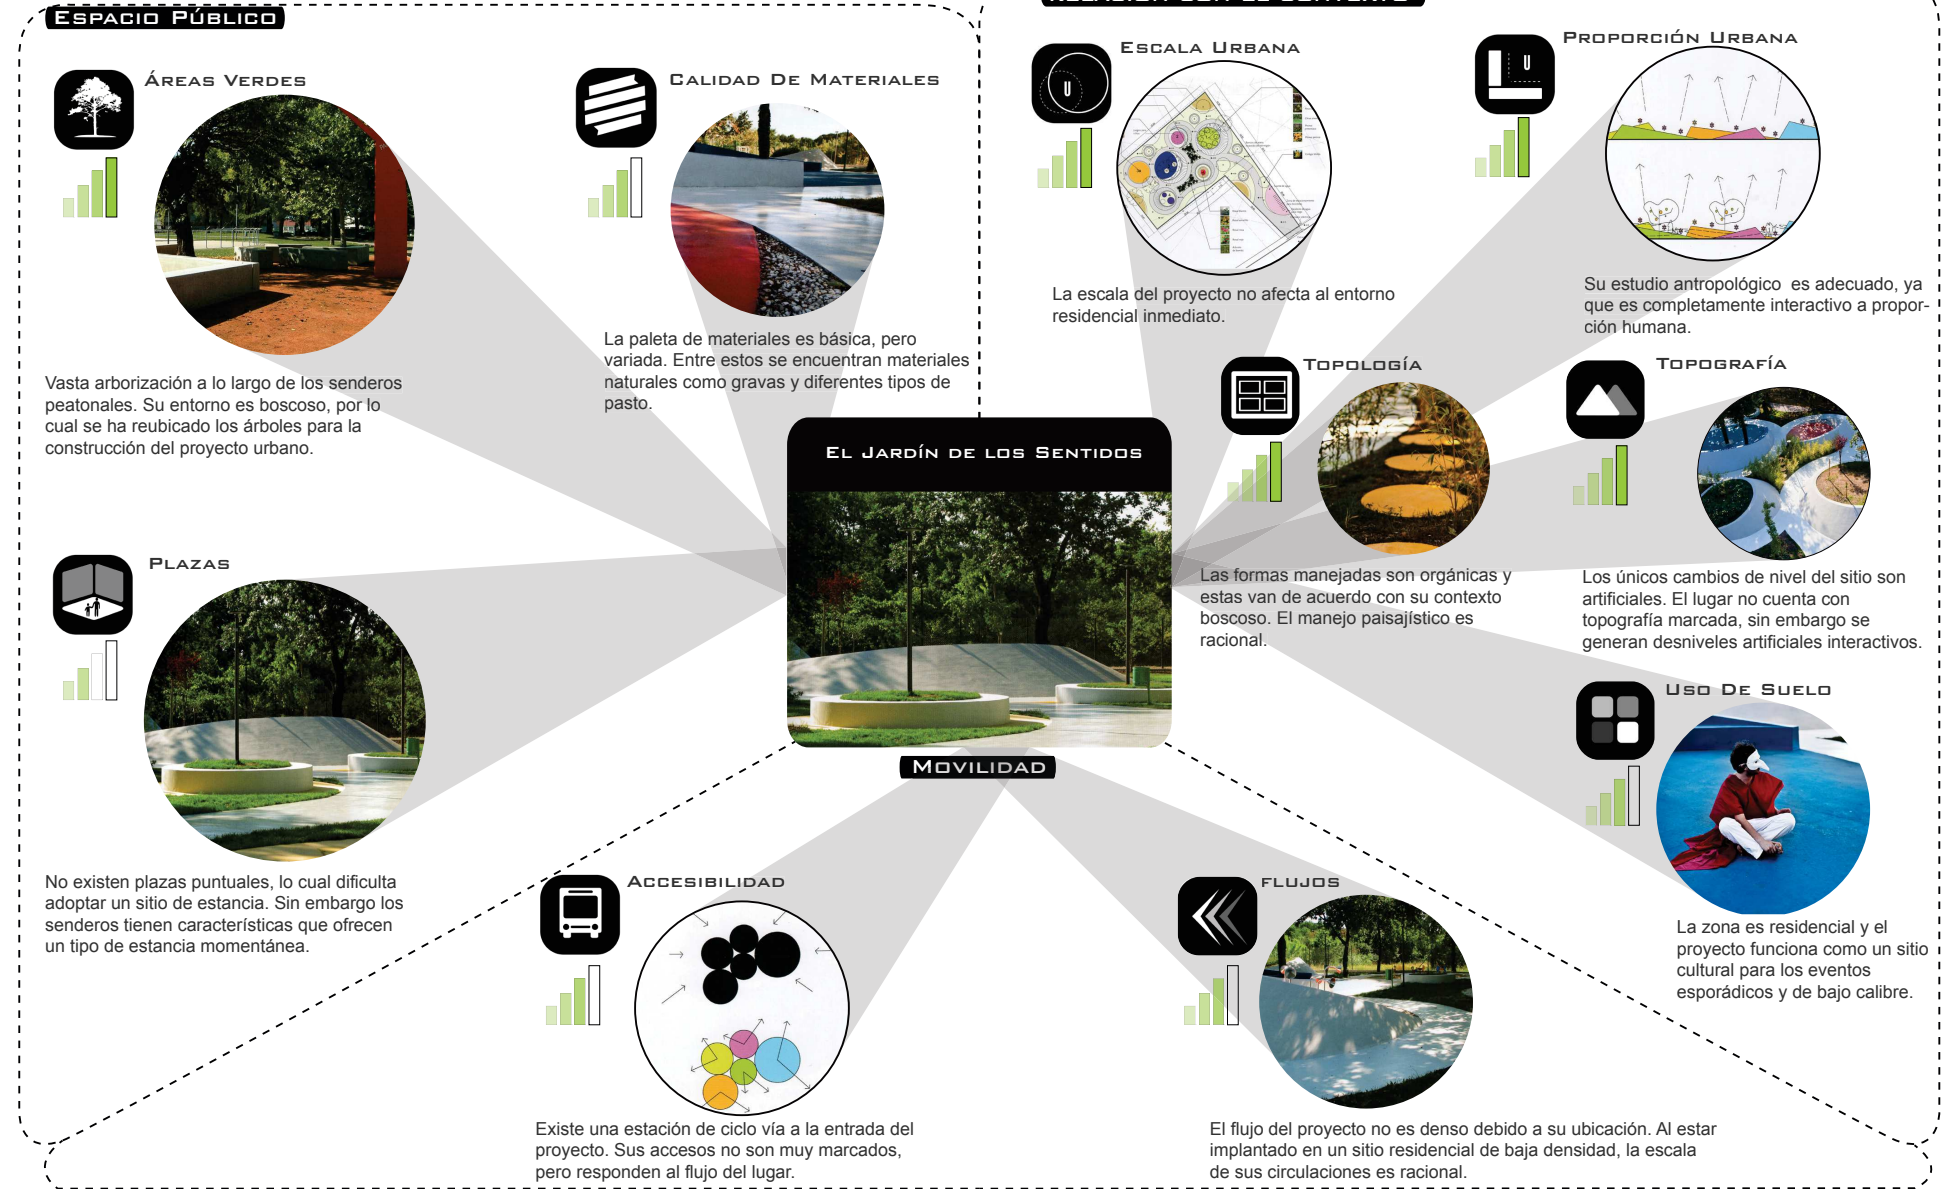 ESPACIO PÚBLICO
ÁREAS VERDES
Vasta arborización a lo largo de los senderos
peatonales. Su entorno es boscoso, por lo
cual se ha reubicado los árboles para la
construcción del proyecto urbano.
CALIDAD DE MATERIALES
La paleta de materiales es básica, pero
variada. Entre estos se encuentran materiales
naturales como gravas y diferentes tipos de
pasto.
PLAZAS
No existen plazas puntuales, lo cual dificulta
adoptar un sitio de estancia. Sin embargo los
senderos tienen características que ofrecen
un tipo de estancia momentánea.
EL JARDÍN DE LOS SENTIDOS
RELACIÓN CON EL CONTEXTO
ESCALA URBANA
U
La escala del proyecto no afecta al entorno
residencial inmediato.
PROPORCIÓN URBANA
U
Su estudio antropológico es adecuado, ya
que es completamente interactivo a propor-
ción humana.
TOPOLOGÍA
Las formas manejadas son orgánicas y
estas van de acuerdo con su contexto
boscoso. El manejo paisajístico es
racional.
TOPOGRAFÍA
Los únicos cambios de nivel del sitio son
artificiales. El lugar no cuenta con
topografía marcada, sin embargo se
generan desniveles artificiales interactivos.
USO DE SUELO
La zona es residencial y el
proyecto funciona como un sitio
cultural para los eventos
esporádicos y de bajo calibre.
MOVILIDAD
ACCESIBILIDAD
Existe una estación de ciclo vía a la entrada del
proyecto. Sus accesos no son muy marcados,
pero responden al flujo del lugar.
FLUJOS
El flujo del proyecto no es denso debido a su ubicación. Al estar
implantado en un sitio residencial de baja densidad, la escala
de sus circulaciones es racional.